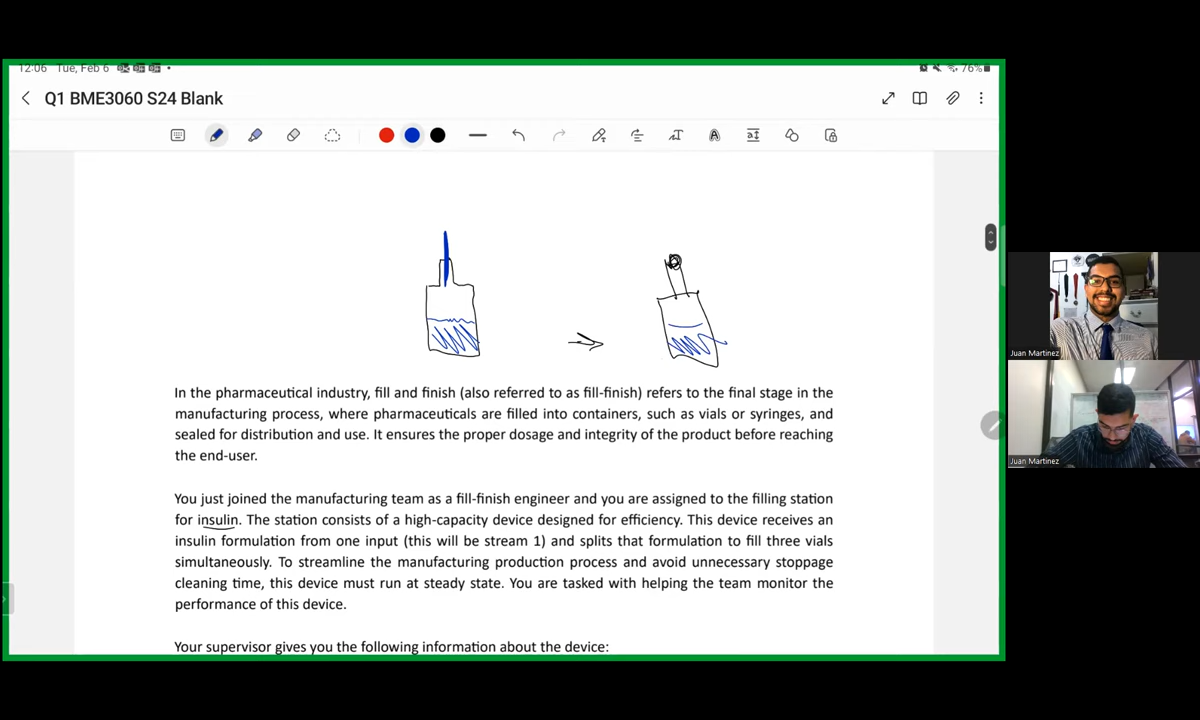 12:06 Tue, Feb 6
76%
Q1 BME3060 S24 Blank
In the pharmaceutical industry, fill and finish (also referred to as fill-finish) refers to the final stage in the
manufacturing process, where pharmaceuticals are filled into containers, such as vials or syringes, and
sealed for distribution and use. It ensures the proper dosage and integrity of the product before reaching
the end-user.
You just joined the manufacturing team as a fill-finish engineer and you are assigned to the filling station
for insulin. The station consists of a high-capacity device designed for efficiency. This device receives an
insulin formulation from one input (this will be stream 1) and splits that formulation to fill three vials
simultaneously. To streamline the manufacturing production process and avoid unnecessary stoppage
cleaning time, this device must run at steady state. You are tasked with helping the team monitor the
performance of this device.
Your supervisor gives you the following information about the device:
Juan Martinez
Juan Martinez